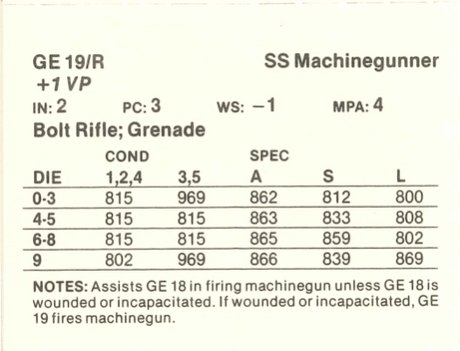 GE 19/R SS Machinegunner
+1 VP
IN: 2 PC: 3 WS: −1 MPA: 4
Bolt Rifle; Grenade
COND SPEC
DIE 1,2,4 3,5 A S L
0-3 815 969 862 812 800
4-5 815 815 863 833 808
6-8 815 815 865 859 802
9 802 969 866 839 869
NOTES: Assists GE 18 in firing machinegun unless GE 18 is
wounded or incapacitated. If wounded or incapacitated, GE
19 fires machinegun.